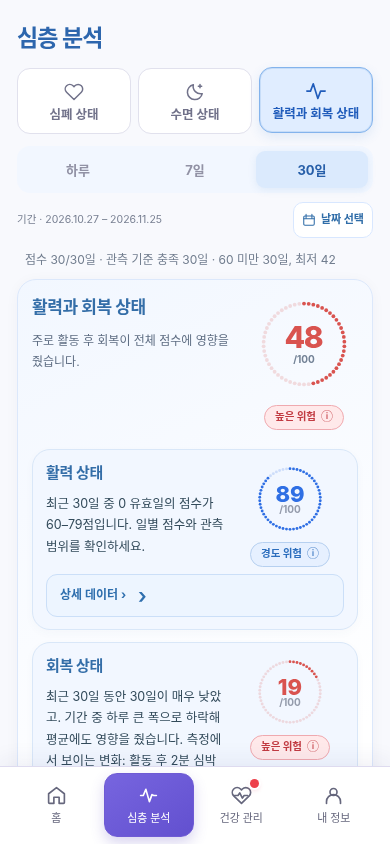 심층 분석
심폐 상태
수면 상태
활력과 회복 상태
하루
7일
30일
기간 · 2026.10.27 – 2026.11.25
날짜 선택
점수 30/30일 · 관측 기준 충족 30일 · 60 미만 30일, 최저 42
활력과 회복 상태
주로 활동 후 회복이 전체 점수에 영향을
줬습니다.
48
/100
높은 위험 ⓘ
활력 상태
최근 30일 중 0 유효일의 점수가
60–79점입니다. 일별 점수와 관측
범위를 확인하세요.
89
/100
경도 위험 ⓘ
상세 데이터 › ›
회복 상태
최근 30일 동안 30일이 매우 낮았
고. 기간 중 하루 큰 폭으로 하락해
평균에도 영향을 줬습니다. 측정에
서 보이는 변화: 활동 후 2분 심박
19
/100
높은 위험 ⓘ
홈
심층 분석
건강 관리
내 정보